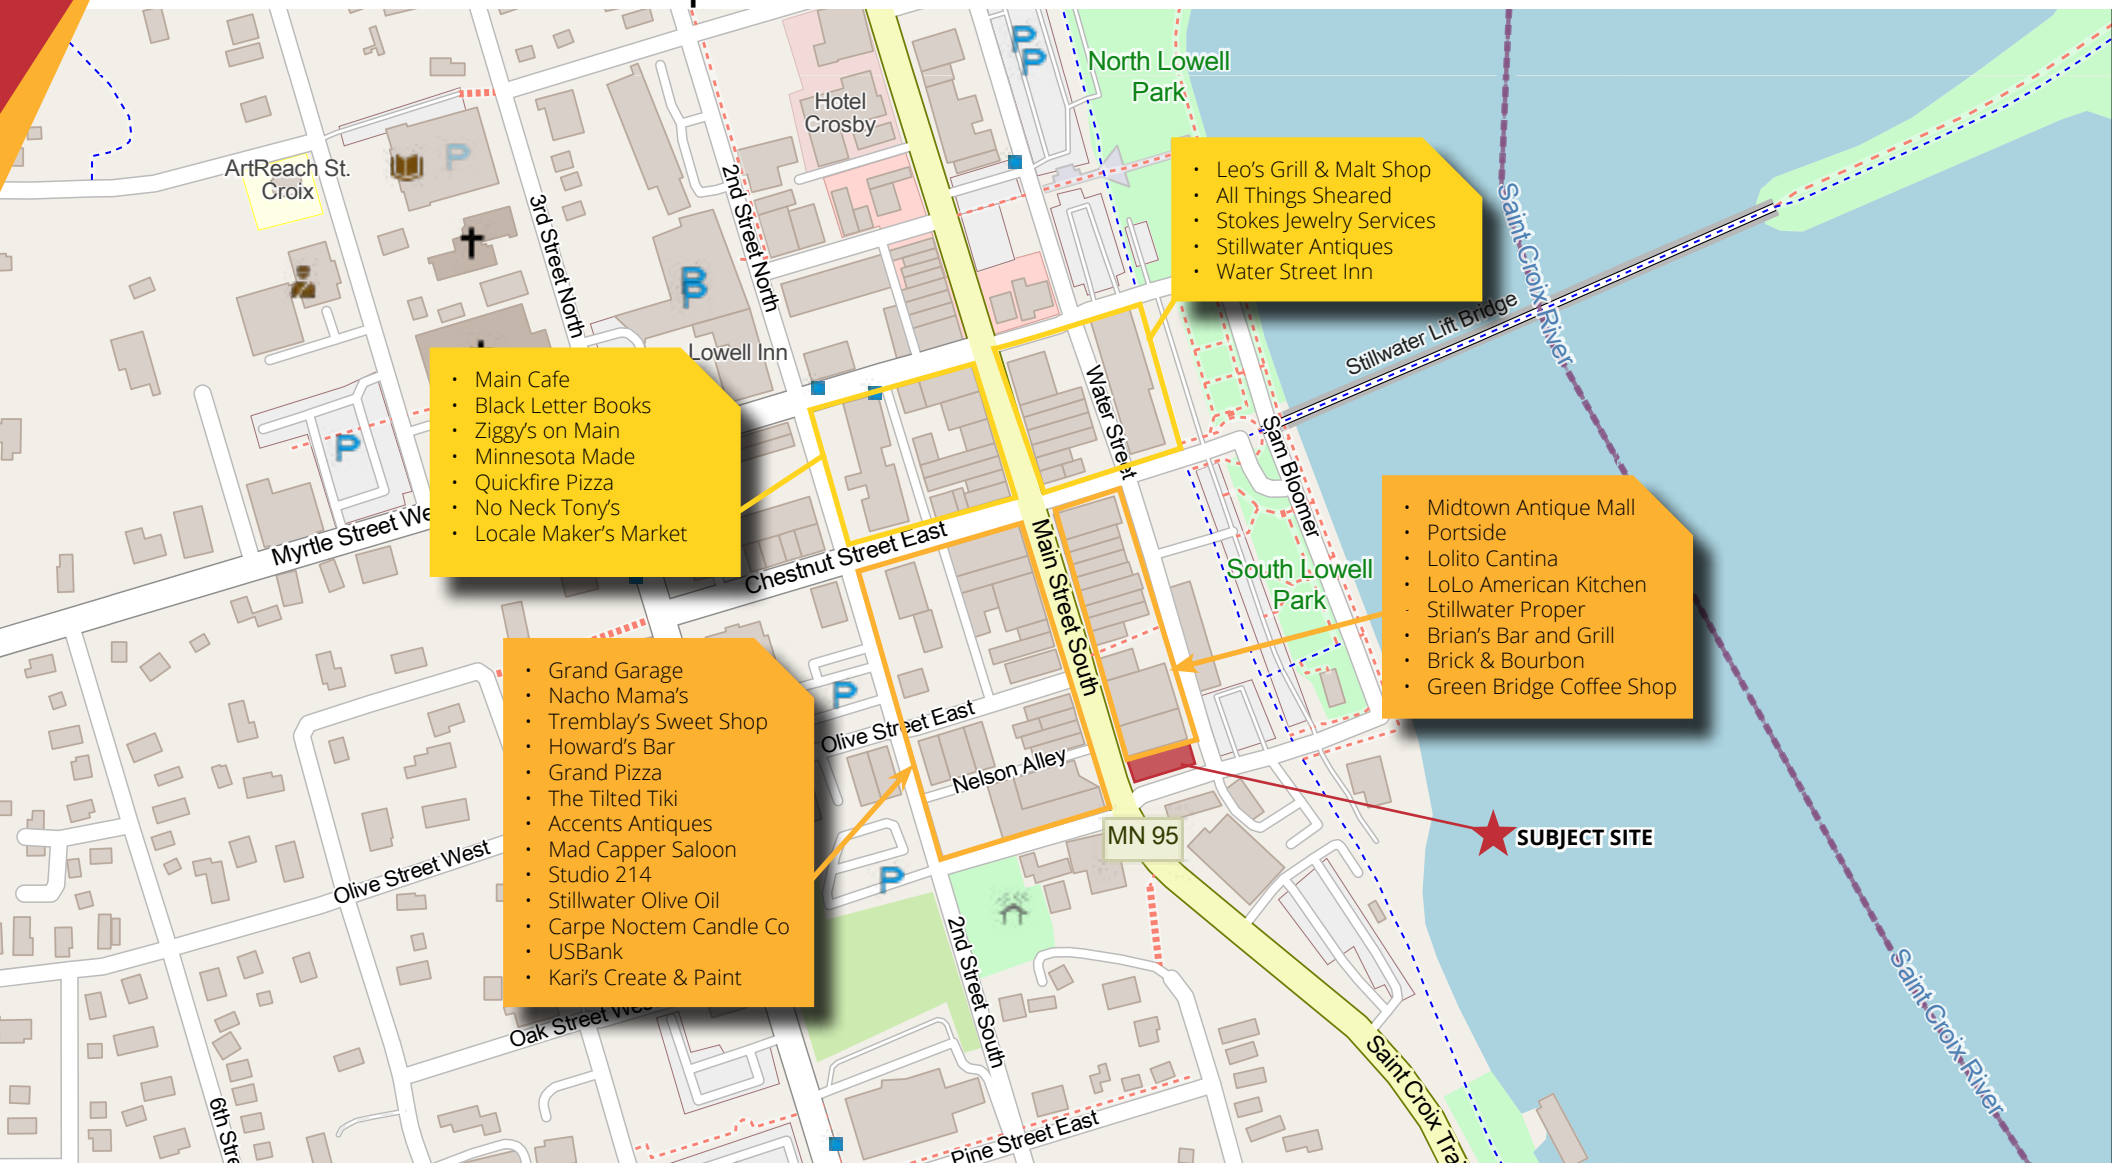 North Lowell
Park
Hotel
Crosby
ArtReach St.
Croix
2nd Street North
3rd Street North
• Leo’s Grill & Malt Shop
• All Things Sheared
• Stokes Jewelry Services
• Stillwater Antiques
• Water Street Inn
Saint Croix River
Stillwater Lift Bridge
Lowell Inn
• Main Cafe
• Black Letter Books
• Ziggy’s on Main
• Minnesota Made
• Quickfire Pizza
• No Neck Tony’s
• Locale Maker’s Market
Water Street
Sam Bloomer
Myrtle Street We
Chestnut Street East
Main Street South
South Lowell
Park
• Midtown Antique Mall
• Portside
• Lolito Cantina
• LoLo American Kitchen
· Stillwater Proper
• Brian’s Bar and Grill
• Brick & Bourbon
• Green Bridge Coffee Shop
• Grand Garage
• Nacho Mama’s
• Tremblay’s Sweet Shop
• Howard’s Bar
• Grand Pizza
• The Tilted Tiki
• Accents Antiques
• Mad Capper Saloon
• Studio 214
• Stillwater Olive Oil
• Carpe Noctem Candle Co
• USBank
• Kari’s Create & Paint
Olive Street East
Nelson Alley
MN 95
SUBJECT SITE
Olive Street West
2nd Street South
Oak Street Wes
Saint Croix River
Saint Croix Tra
6th Stre
Pine Street East
P
P
P
B
P
P
P
P